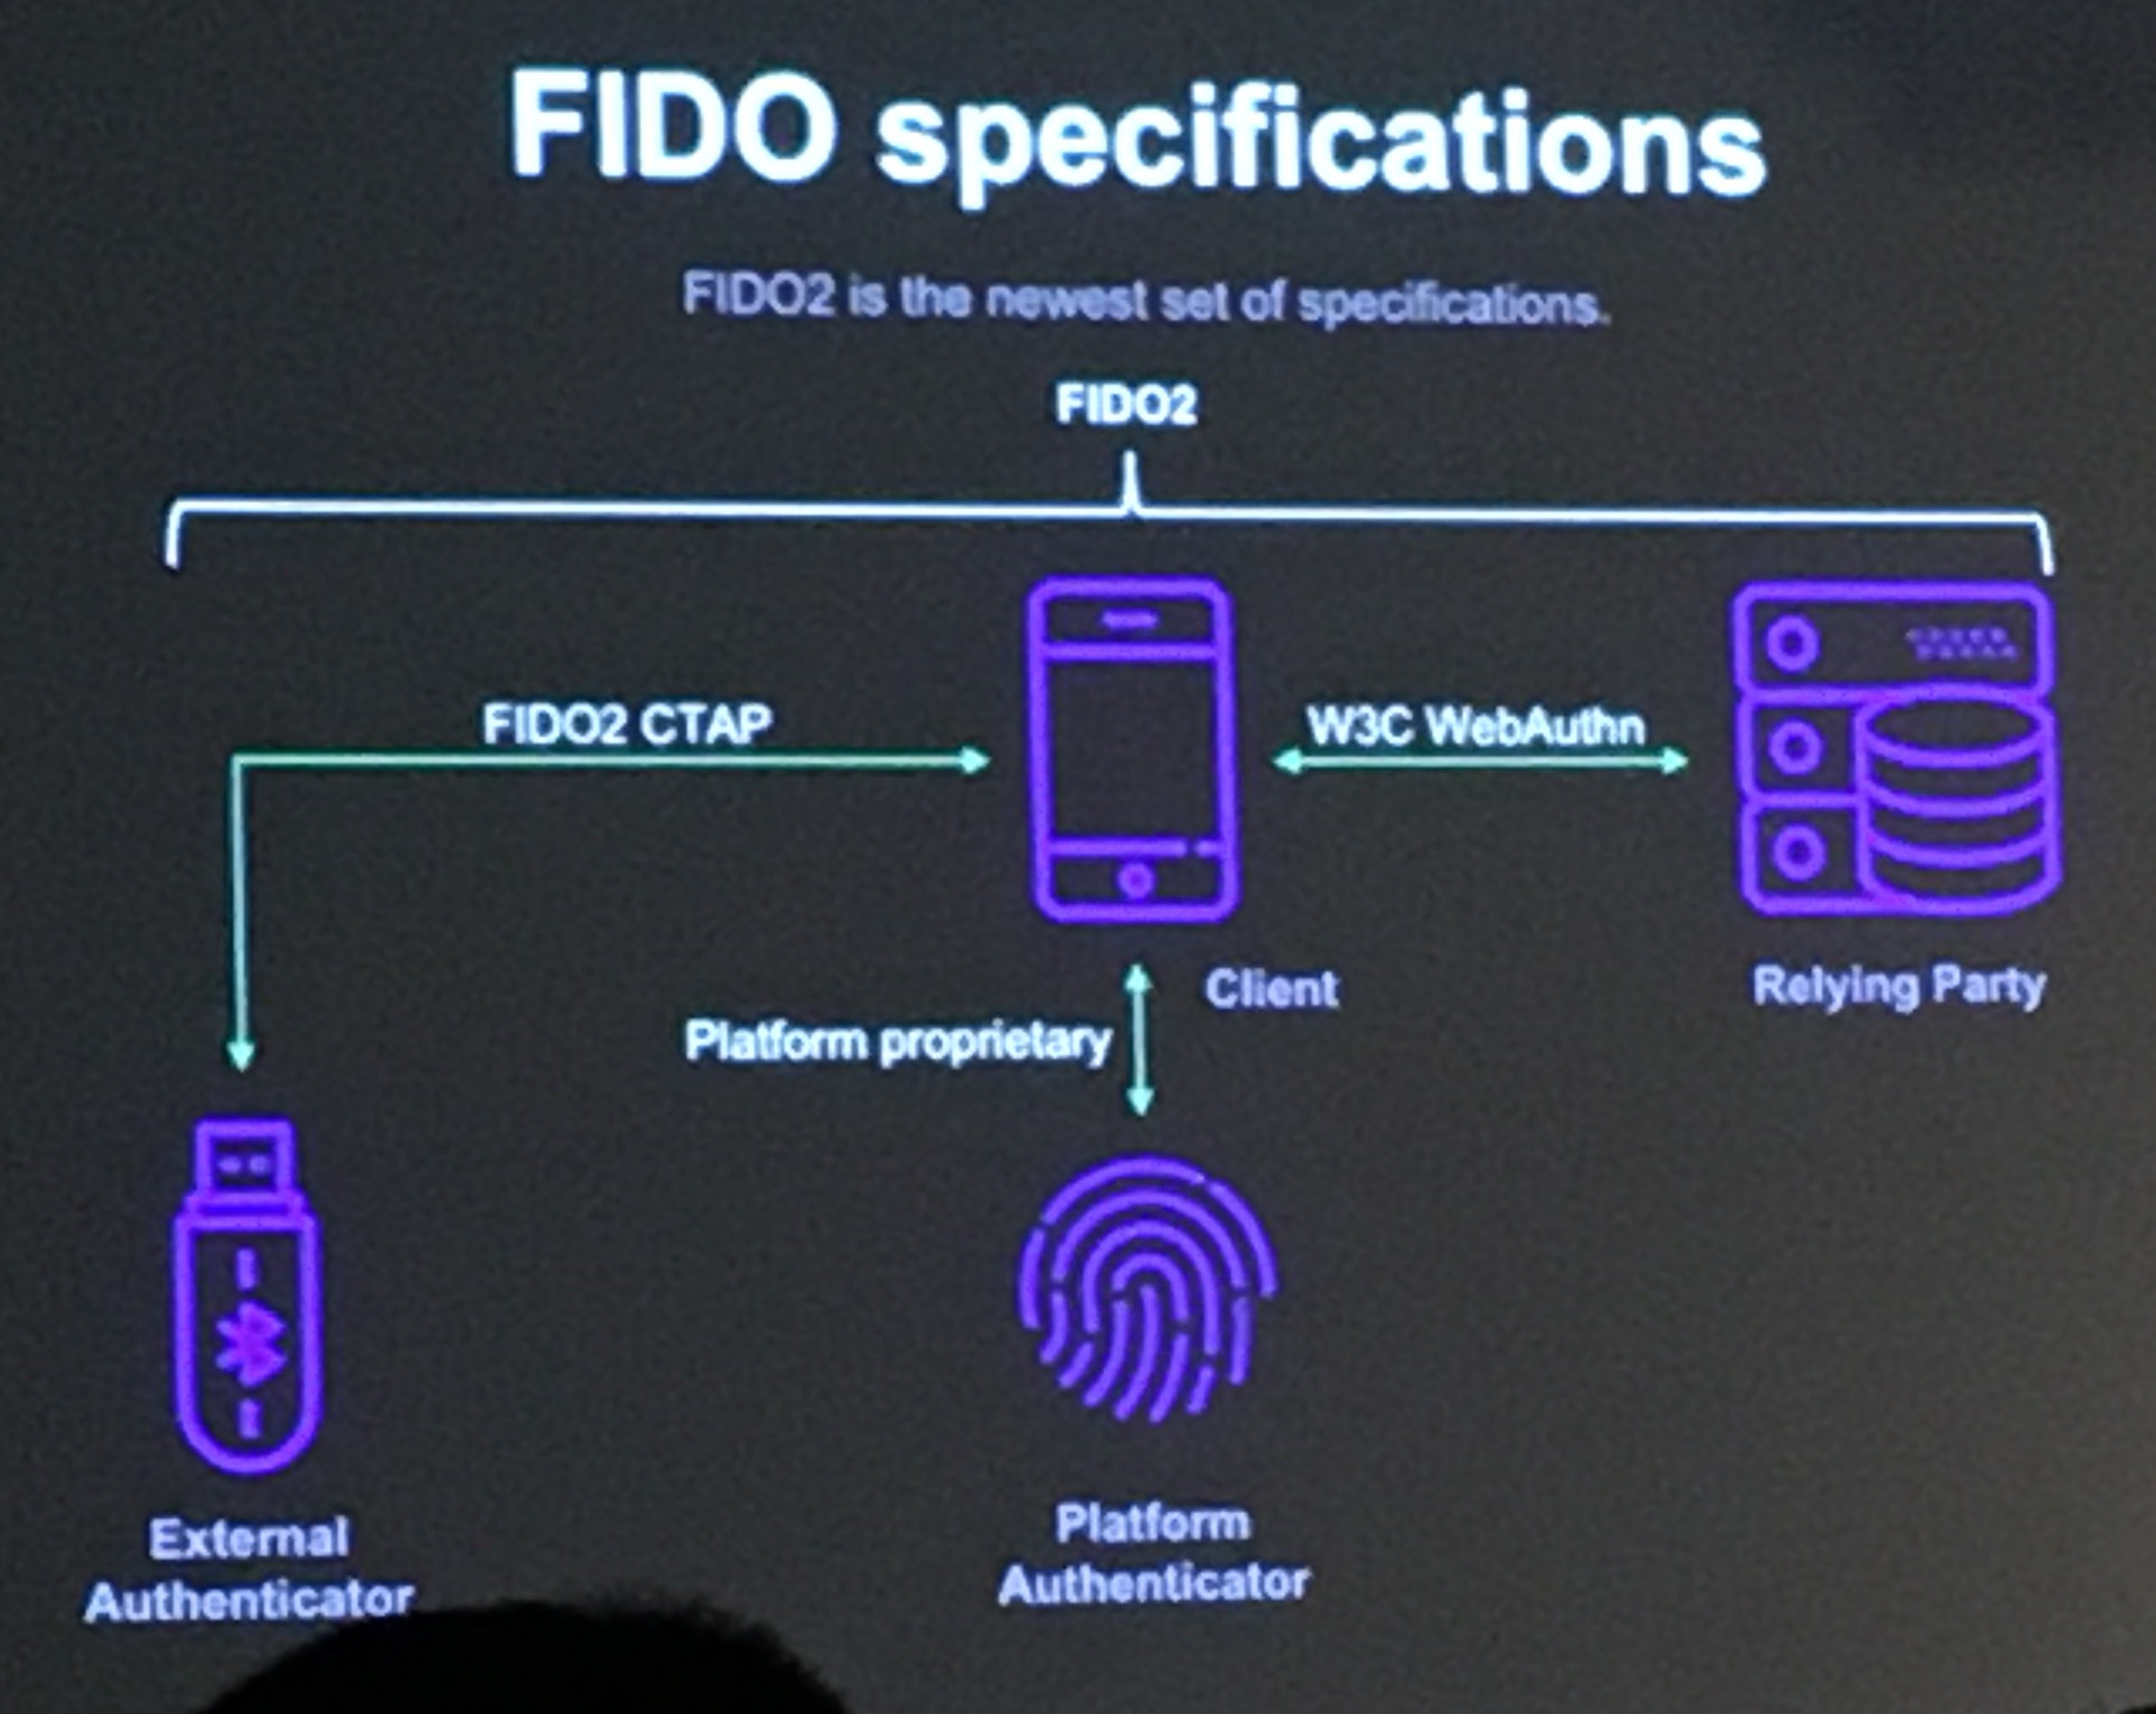 FIDO specifications
FIDO2 is the newest set of specifications.
FIDO2
FIDO2 CTAP
W3C WebAuthn
Client
Relying Party
Platform proprietary
External
Authenticator
Platform
Authenticator